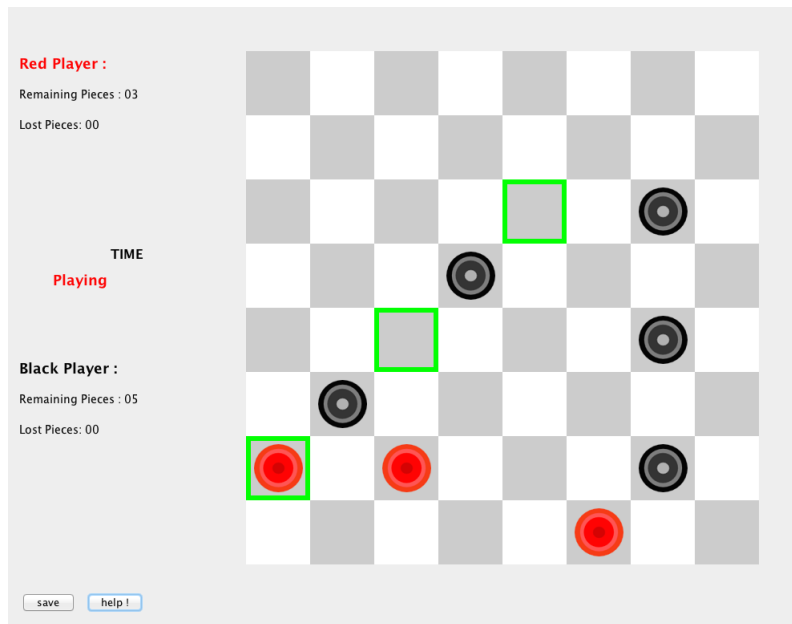 Red Player :
Remaining Pieces : 03
Lost Pieces: 00
TIME
Playing
Black Player :
Remaining Pieces : 05
Lost Pieces: 00
save
help !